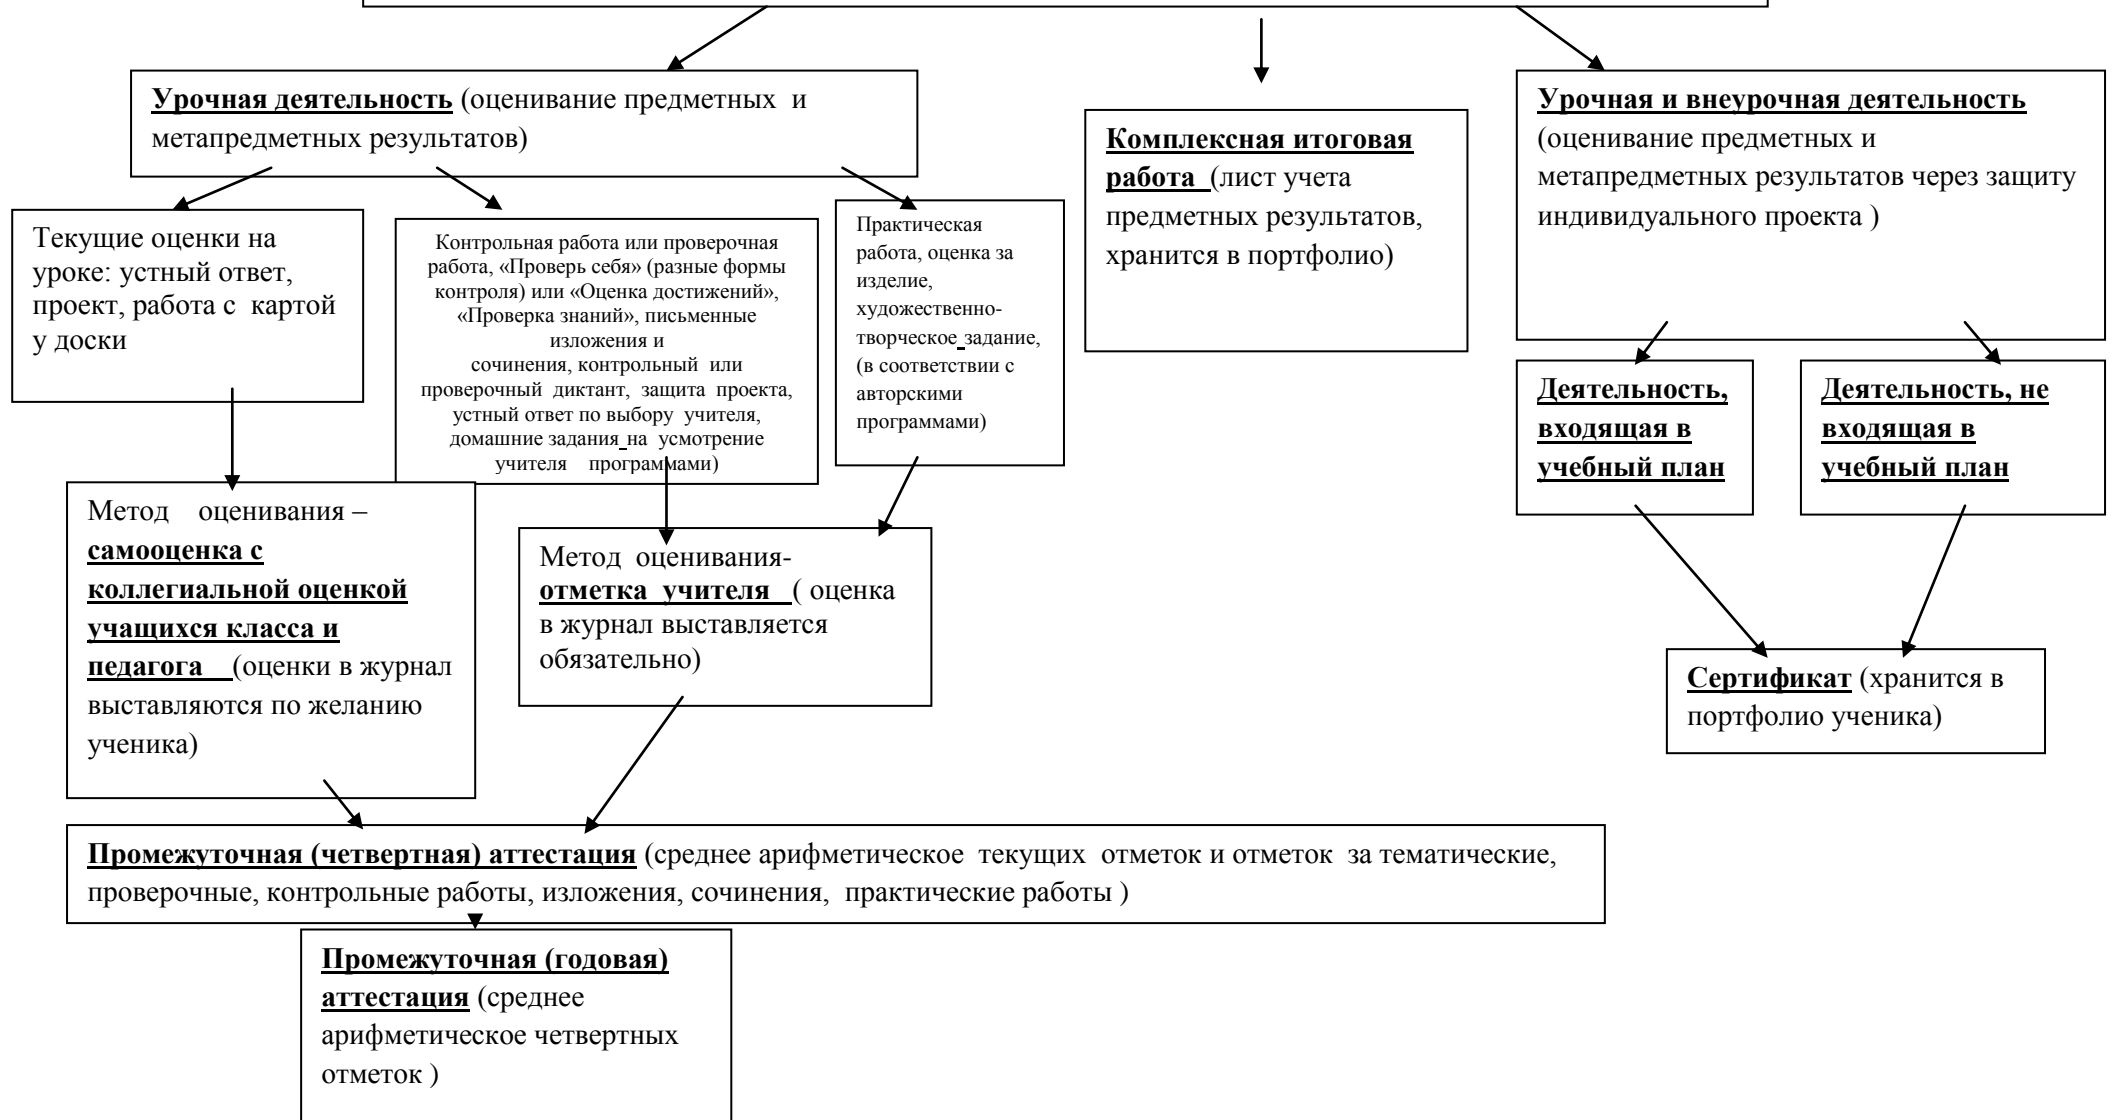 Урочная деятельность (оценивание предметных и
метапредметных результатов)
Комплексная итоговая
работа (лист учета
предметных результатов,
хранится в портфолио)
Урочная и внеурочная деятельность
(оценивание предметных и
метапредметных результатов через защиту
индивидуального проекта )
Текущие оценки на
уроке: устный ответ,
проект, работа с картой
у доски
Контрольная работа или проверочная
работа, «Проверь себя» (разные формы
контроля) или «Оценка достижений»,
«Проверка знаний», письменные
изложения и
сочинения, контрольный или
проверочный диктант, защита проекта,
устный ответ по выбору учителя,
домашние задания на усмотрение
учителя программами)
Практическая
работа, оценка за
изделие,
художественно-
творческое задание,
(в соответствии с
авторскими
программами)
Деятельность,
входящая в
учебный план
Деятельность, не
входящая в
учебный план
Метод оценивания –
самооценка с
коллегиальной оценкой
учащихся класса и
педагога (оценки в журнал
выставляются по желанию
ученика)
Метод оценивания-
отметка учителя ( оценка
в журнал выставляется
обязательно)
Сертификат (хранится в
портфолио ученика)
Промежуточная (четвертная) аттестация (среднее арифметическое текущих отметок и отметок за тематические,
проверочные, контрольные работы, изложения, сочинения, практические работы )
Промежуточная (годовая)
аттестация (среднее
арифметическое четвертных
отметок )